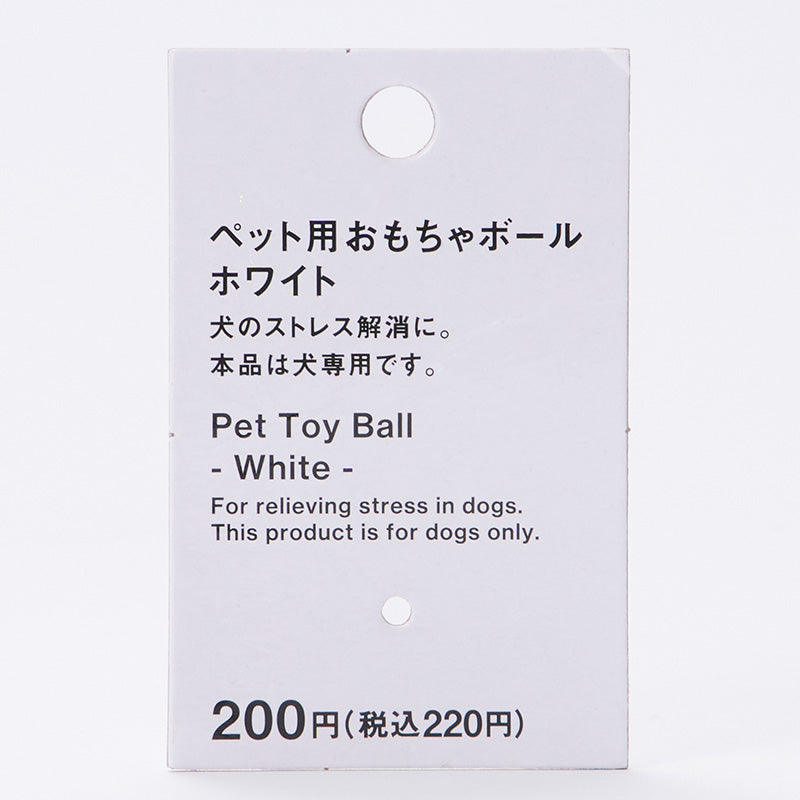 ペット用おもちゃボール
ホワイト
犬のストレス解消に。
本品は犬専用です。
Pet Toy Ball
- White -
For relieving stress in dogs.
This product is for dogs only.
200円(税込220円)